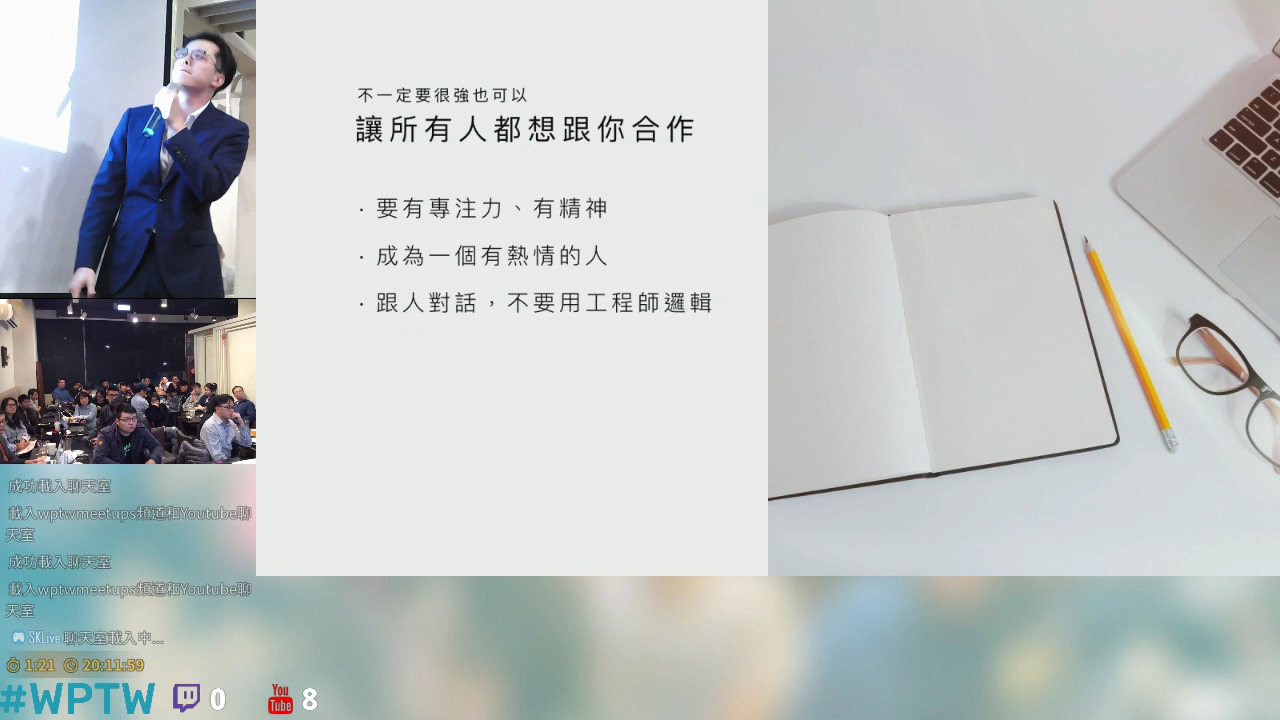 不一定要很強也可以
讓所有人都想跟你合作
· 要有專注力、有精神
· 成為一個有熱情的人
· 跟人對話，不要用工程師邏輯
成功載入聊天室
載入wptwmeetups頻道和Youtube聊
天室
成功載入聊天室
載入wptwmeetups頻道和Youtube聊
天室
SKLive 聊天室載入中...
1:21 20:11:59
#WPTW 0 You Tube 8